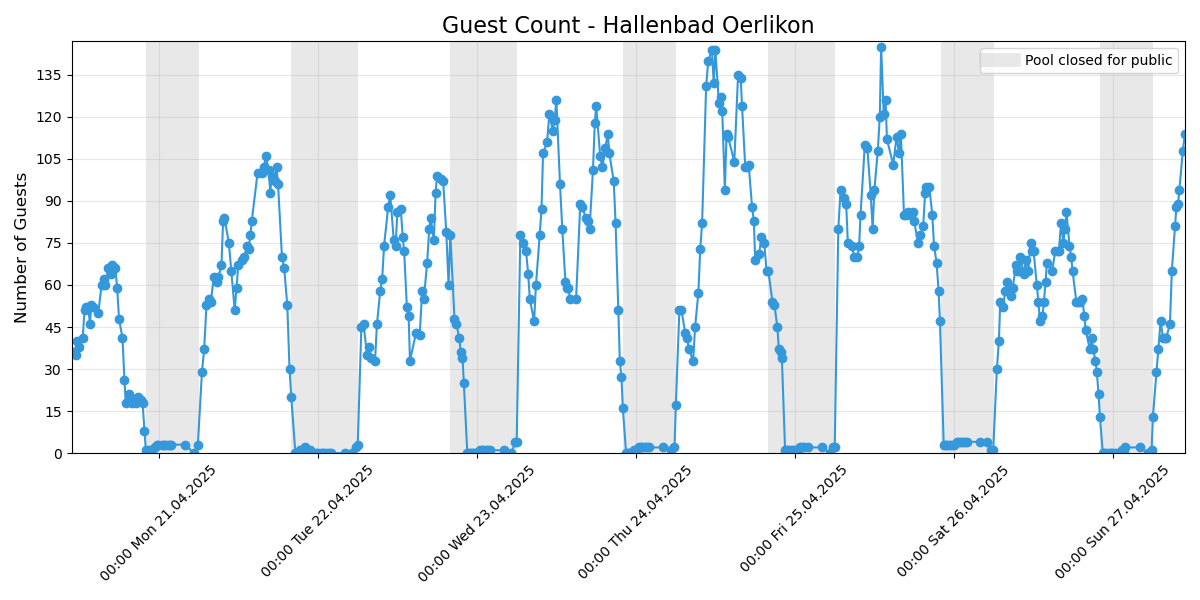 Guest Count - Hallenbad Oerlikon
Pool closed for public
Number of Guests
135
120
105
90
75
60
45
30
15
0
00:00 Mon 21.04.2025
00:00 Tue 22.04.2025
00:00 Wed 23.04.2025
00:00 Thu 24.04.2025
00:00 Fri 25.04.2025
00:00 Sat 26.04.2025
00:00 Sun 27.04.2025